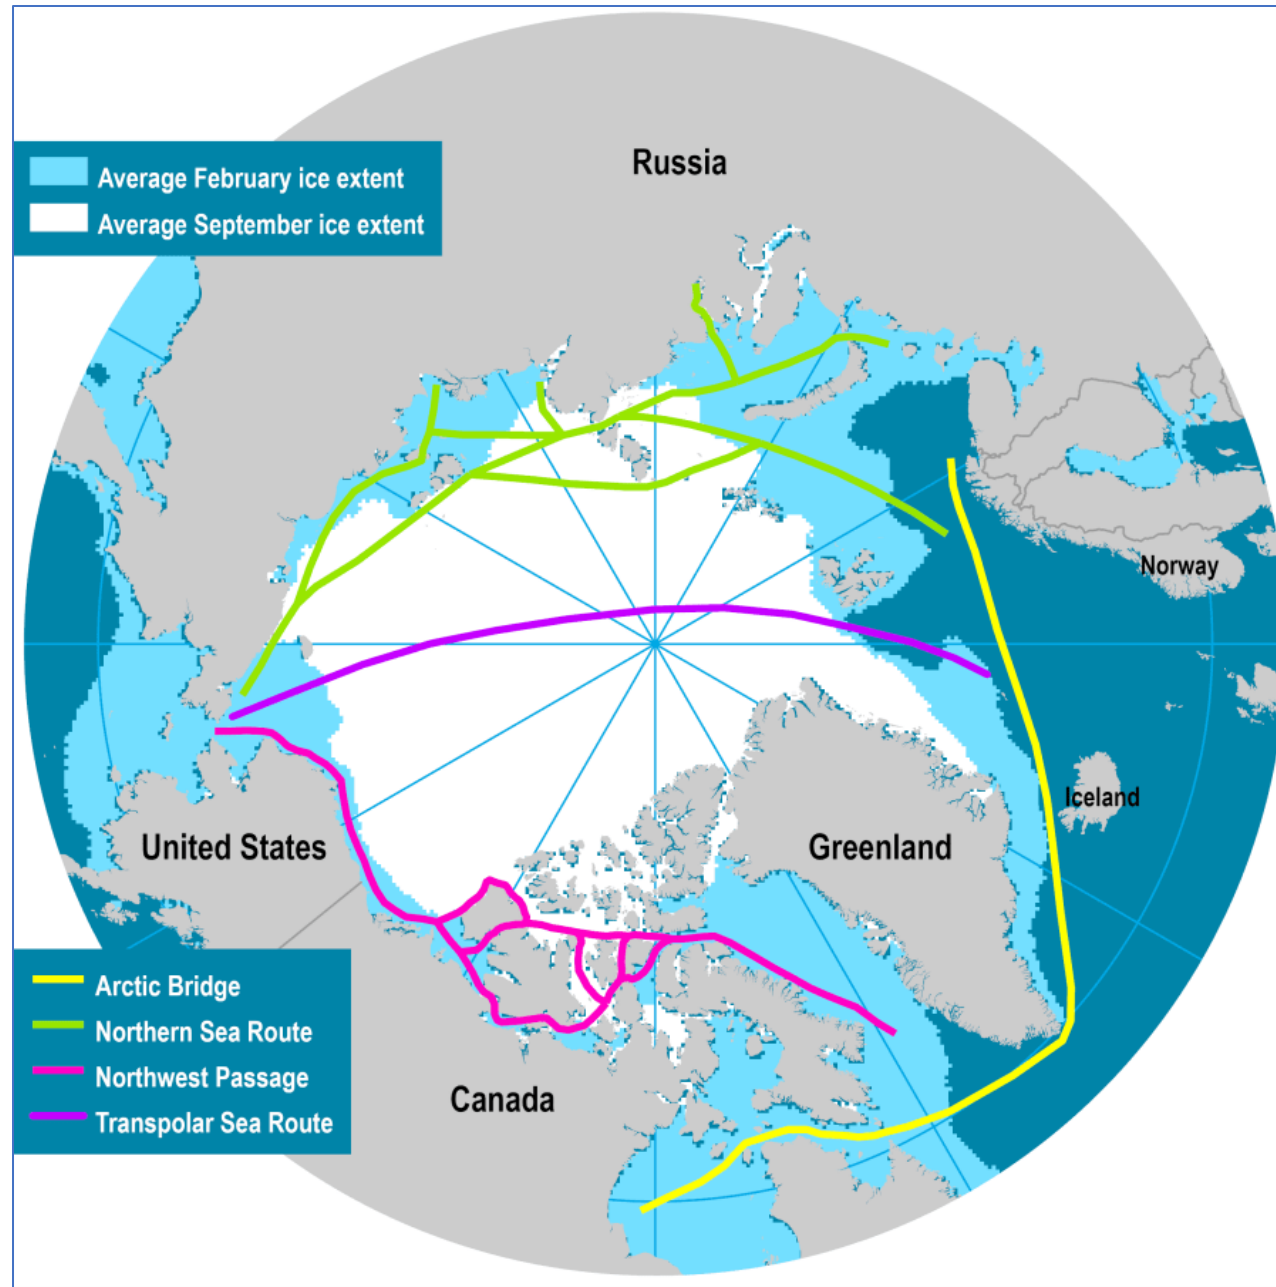 Russia
Average February ice extent
Average September ice extent
Norway
Iceland
United States
Greenland
Canada
Arctic Bridge
Northern Sea Route
Northwest Passage
Transpolar Sea Route